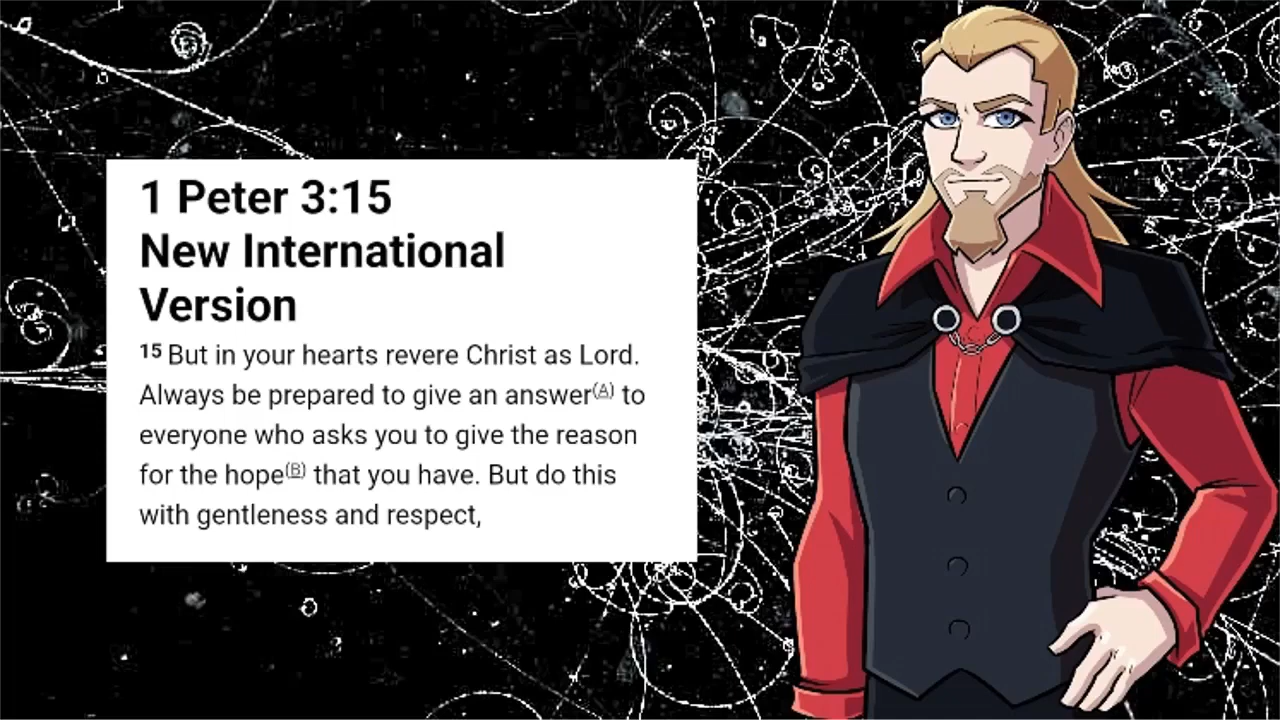 1 Peter 3:15
New International
Version
15 But in your hearts revere Christ as Lord.
Always be prepared to give an answer(A) to
everyone who asks you to give the reason
for the hope(B) that you have. But do this
with gentleness and respect,